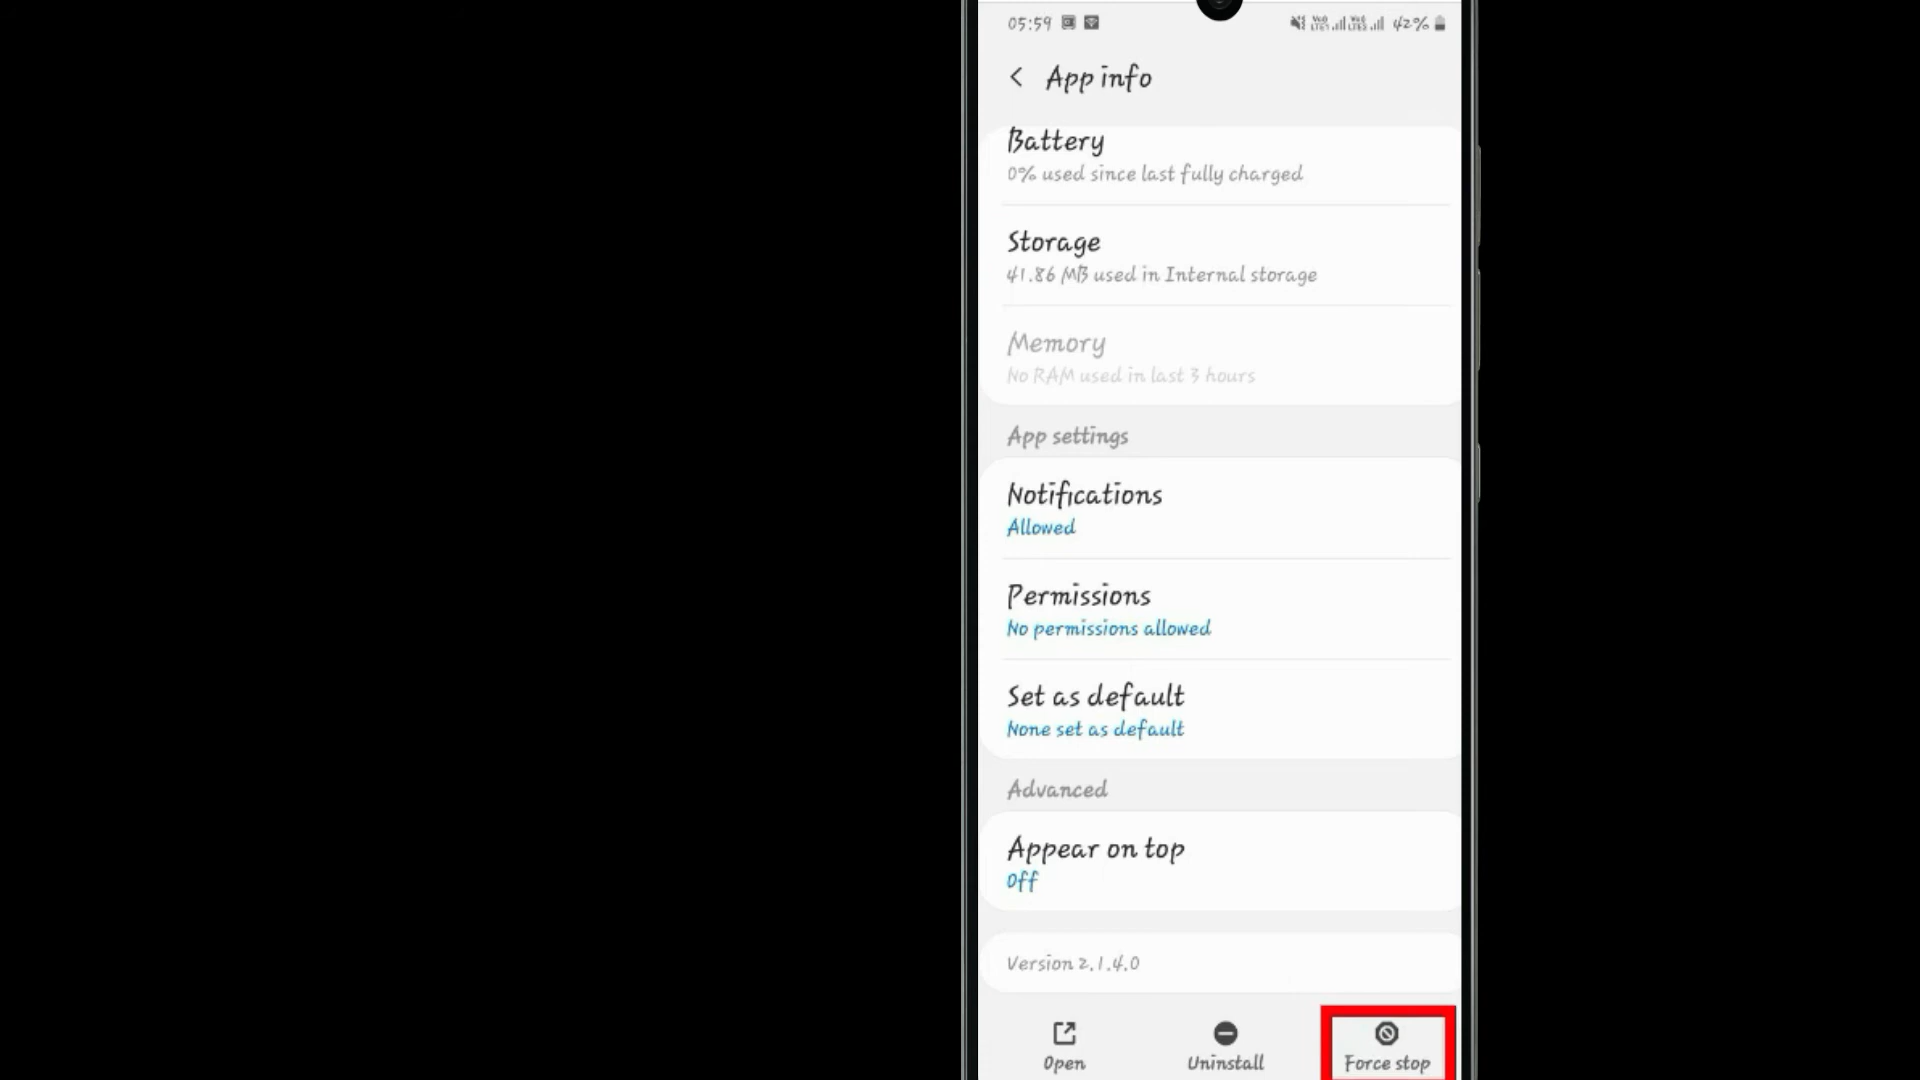 05:59 42%
App info
Battery
0% used since last fully charged
Storage
41.86 MB used in Internal storage
Memory
No RAM used in last 3 hours
App settings
Notifications
Allowed
Permissions
No permissions allowed
Set as default
None set as default
Advanced
Appear on top
Off
Version 2.1.4.0
Open Uninstall Force stop